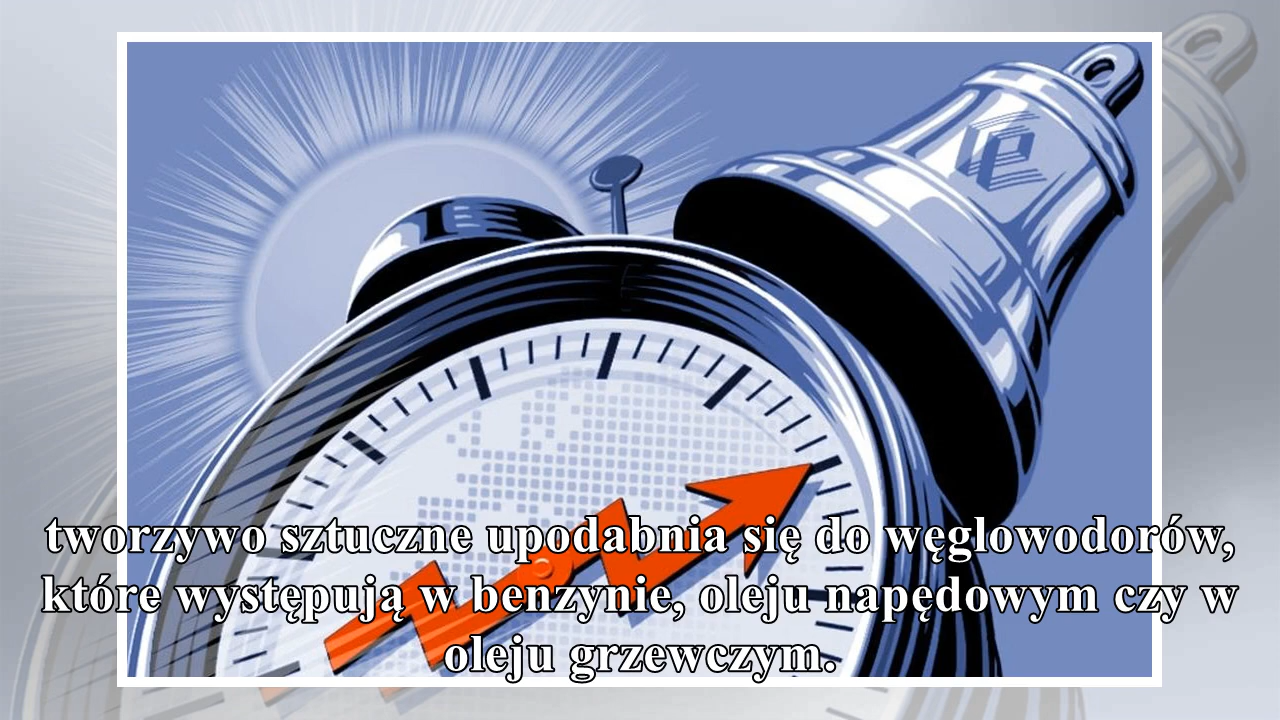 tworzywo sztuczne upodabnia się do węglowodorów,
które występują w benzynie, oleju napędowym czy w
oleju grzewczym.